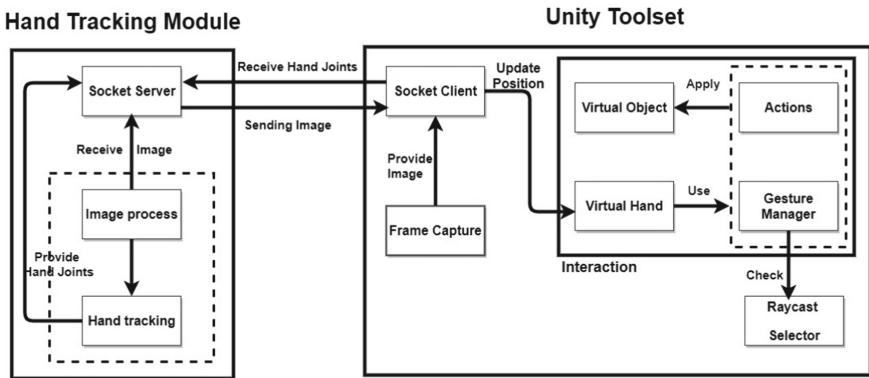 Hand Tracking Module
Unity Toolset
Socket Server
Receive Hand Joints
Sending Image
Socket Client
Update
Position
Receive Image
Image process
Provide
Hand Joints
Hand tracking
Provide
Image
Frame Capture
Virtual Object
Apply
Actions
Virtual Hand
Use
Gesture
Manager
Interaction
Check
Raycast
Selector